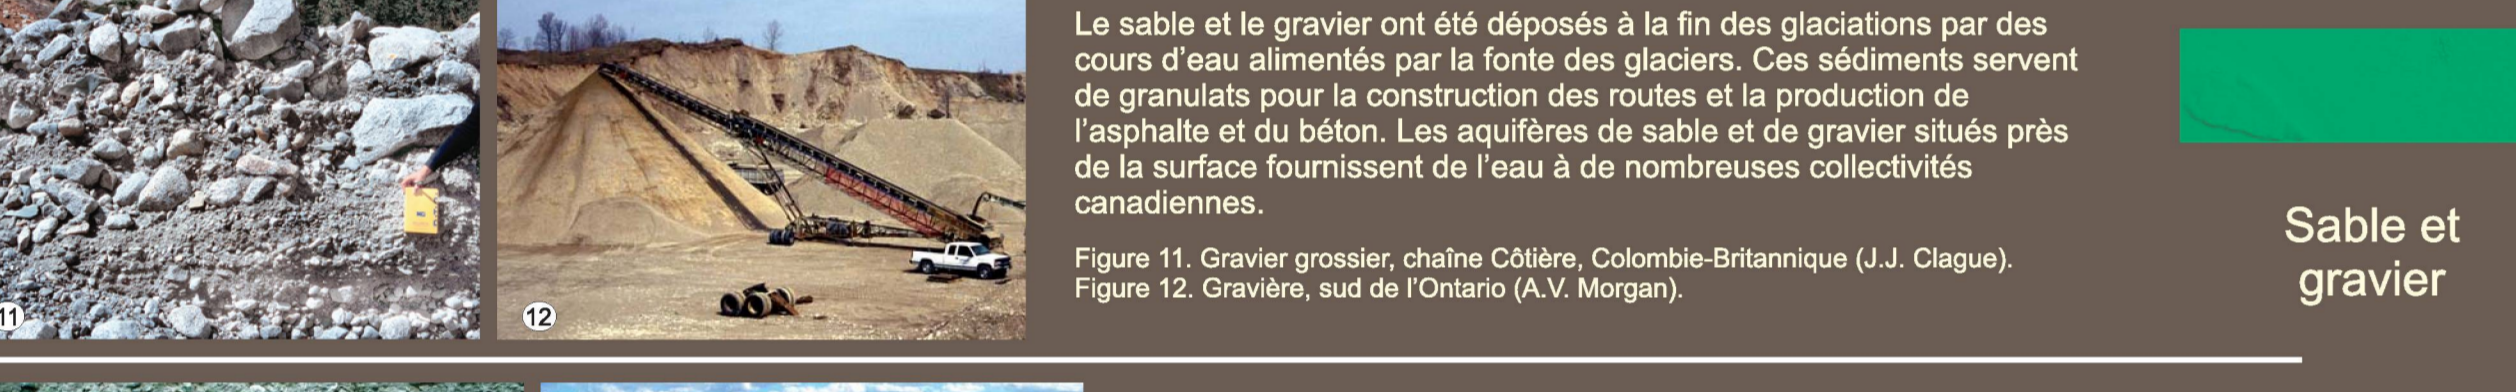 Le sable et le gravier ont été déposés à la fin des glaciations par des
cours d’eau alimentés par la fonte des glaciers. Ces sédiments servent
de granulats pour la construction des routes et la production de
l’asphalte et du béton. Les aquifères de sable et de gravier situés près
de la surface fournissent de l’eau à de nombreuses collectivités
canadiennes.
Figure 11. Gravier grossier, chaîne Côtière, Colombie-Britannique (J.J. Clague).
Figure 12. Gravière, sud de l’Ontario (A.V. Morgan).
Sable et
gravier
11
12